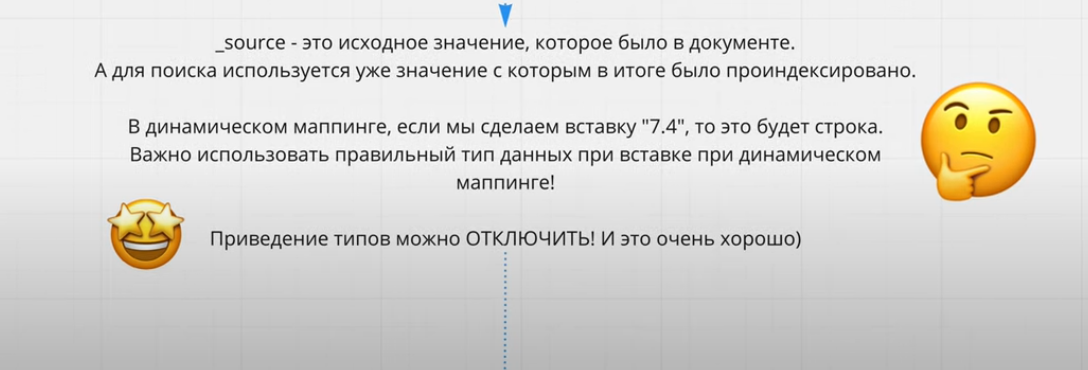 _source - это исходное значение, которое было в документе.
А для поиска используется уже значение с которым в итоге было проиндексировано.
В динамическом маппинге, если мы сделаем вставку "7.4", то это будет строка.
Важно использовать правильный тип данных при вставке при динамическом
маппинге!
Приведение типов можно ОТКЛЮЧИТЬ! И это очень хорошо)